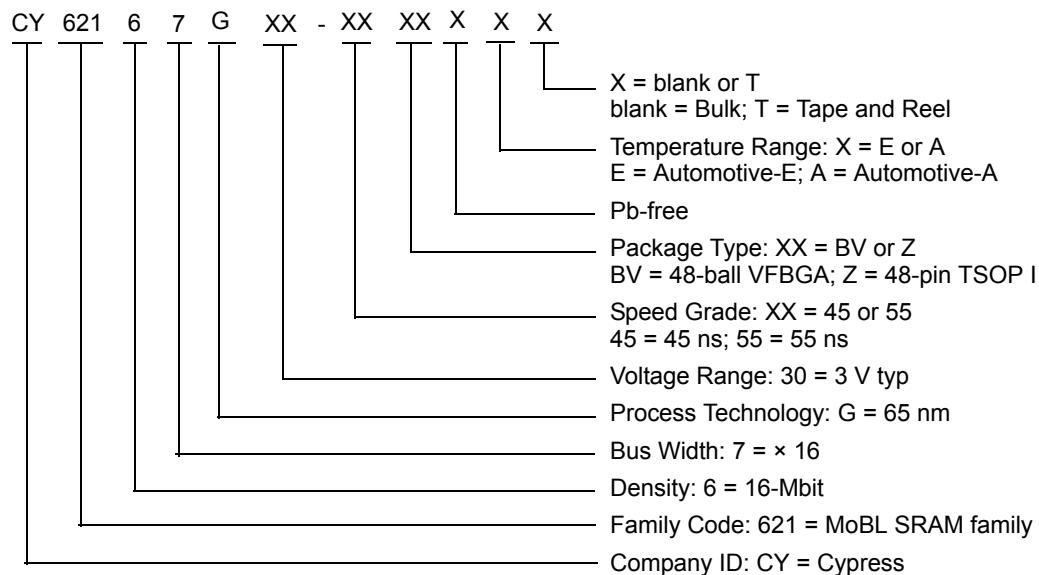 CY 621 6 7 G XX - XX XX X X X
X = blank or T
blank = Bulk; T = Tape and Reel
Temperature Range: X = E or A
E = Automotive-E; A = Automotive-A
Pb-free
Package Type: XX = BV or Z
BV = 48-ball VFBGA; Z = 48-pin TSOP I
Speed Grade: XX = 45 or 55
45 = 45 ns; 55 = 55 ns
Voltage Range: 30 = 3 V typ
Process Technology: G = 65 nm
Bus Width: 7 = × 16
Density: 6 = 16-Mbit
Family Code: 621 = MoBL SRAM family
Company ID: CY = Cypress